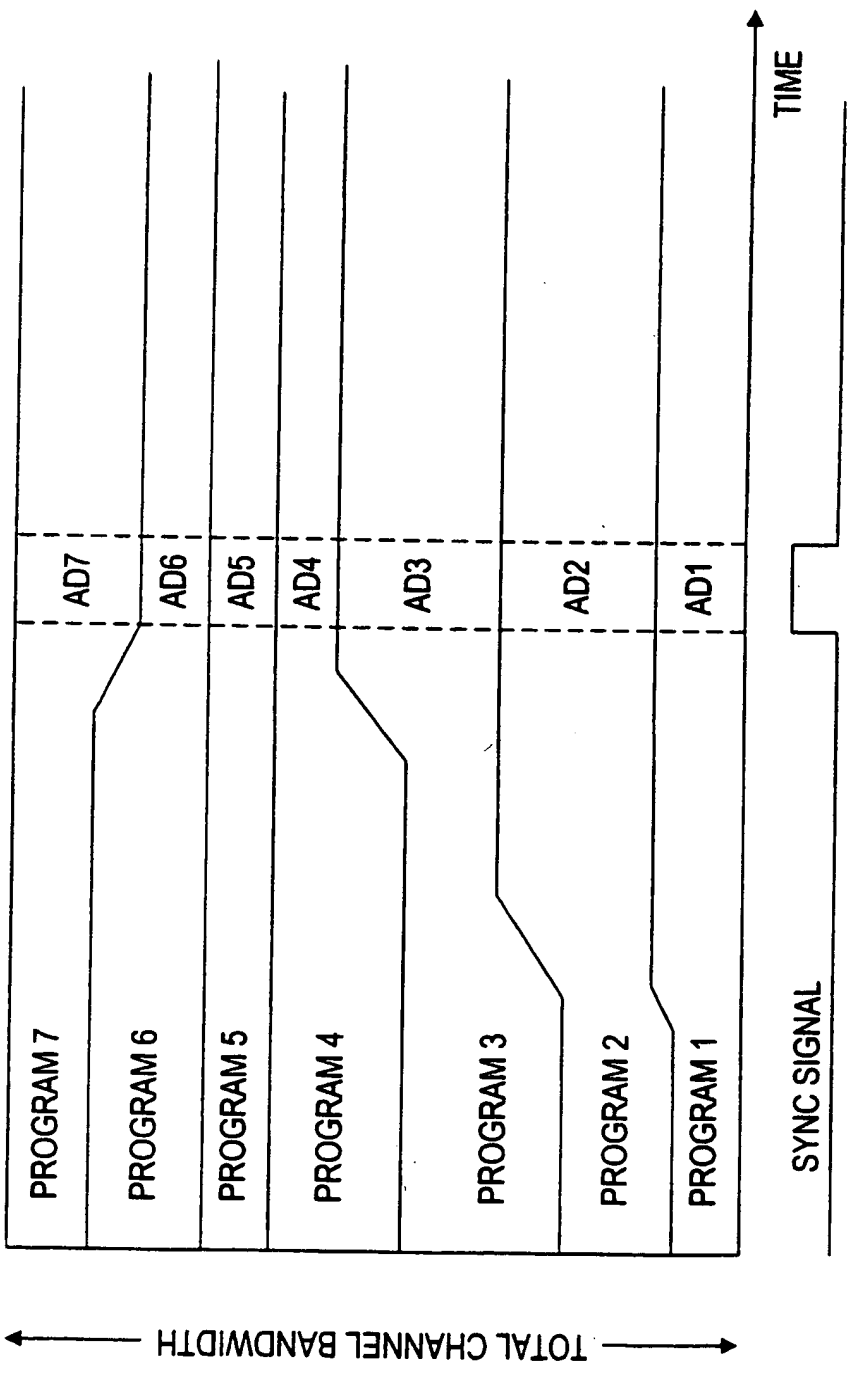 TOTAL CHANNEL BANDWIDTH
PROGRAM 7
AD7
PROGRAM 6
AD6
PROGRAM 5
AD5
PROGRAM 4
AD4
PROGRAM 3
AD3
PROGRAM 2
AD2
PROGRAM 1
AD1
TIME
SYNC SIGNAL